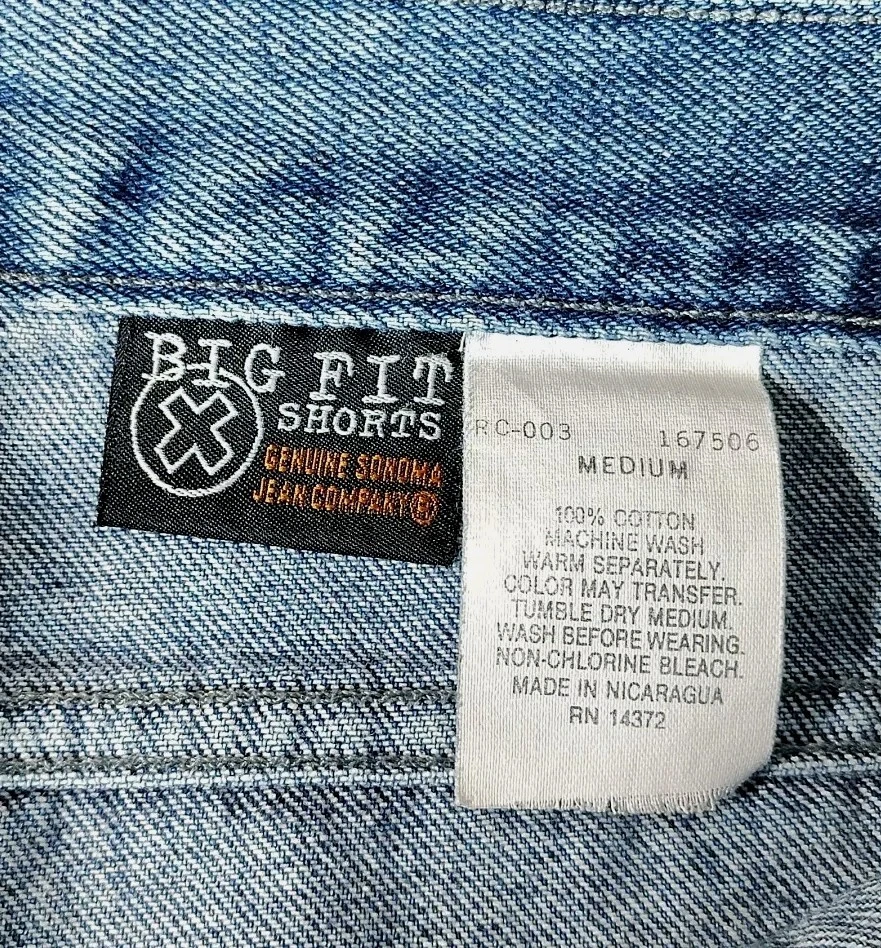 BIG FIT
SHORTS
GENUINE SONOMA
JEAN COMPANY®
RC-003 167506
MEDIUM
100% COTTON
MACHINE WASH
WARM SEPARATELY.
COLOR MAY TRANSFER.
TUMBLE DRY MEDIUM.
WASH BEFORE WEARING.
NON-CHLORINE BLEACH.
MADE IN NICARAGUA
RN 14372